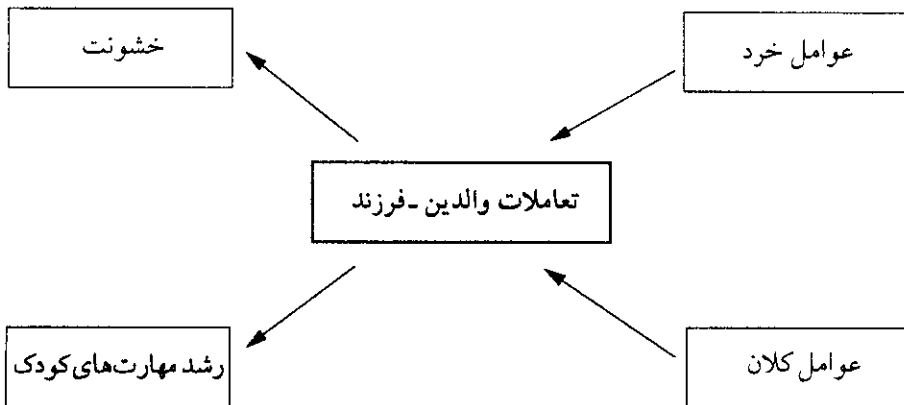 عوامل خرد
خشونت
تعاملات والدین -فرزند
عوامل کلان
رشد مهارت‌های کودک